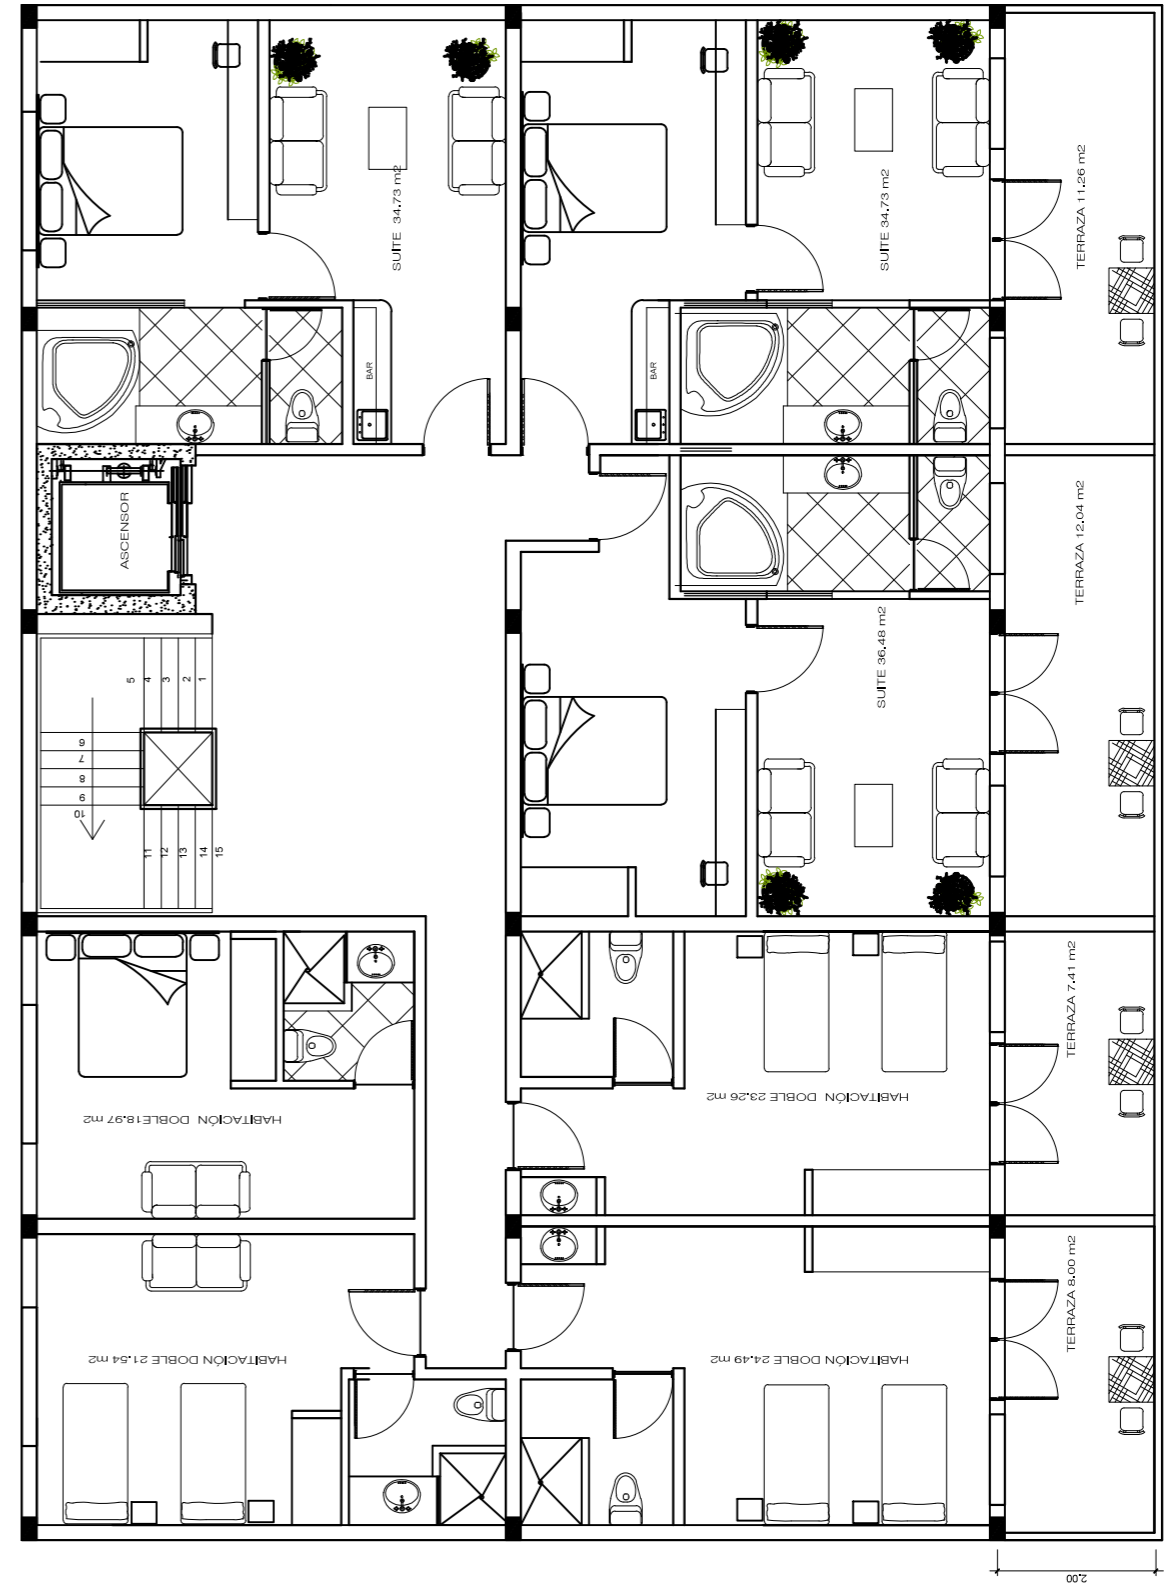 SUITE 34.73 m2
SUITE 34.73 m2
TERRAZA 11.26 m2
BAR
BAR
ASCENSOR
TERRAZA 12.04 m2
SUITE 36.48 m2
5
4
3
2
1
6
7
8
9
10
11
12
13
14
15
TERRAZA 7.41 m2
HABITACIÓN DOBLE18.97 m2
HABITACIÓN DOBLE 23.26 m2
TERRAZA 8.00 m2
HABITACIÓN DOBLE 21.54 m2
HABITACIÓN DOBLE 24.49 m2
2.00